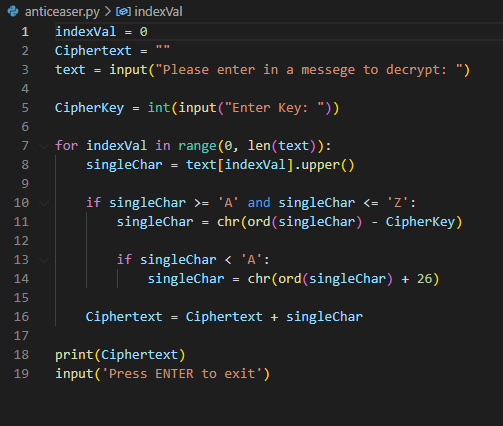 anticeaser.py > indexVal
1 indexVal = 0
2 Ciphertext = ""
3 text = input("Please enter in a messege to decrypt: ")
4
5 CipherKey = int(input("Enter Key: "))
6
7 for indexVal in range(0, len(text)):
8     singleChar = text[indexVal].upper()
9
10     if singleChar >= 'A' and singleChar <= 'Z':
11         singleChar = chr(ord(singleChar) - CipherKey)
12
13         if singleChar < 'A':
14             singleChar = chr(ord(singleChar) + 26)
15
16     Ciphertext = Ciphertext + singleChar
17
18 print(Ciphertext)
19 input('Press ENTER to exit')